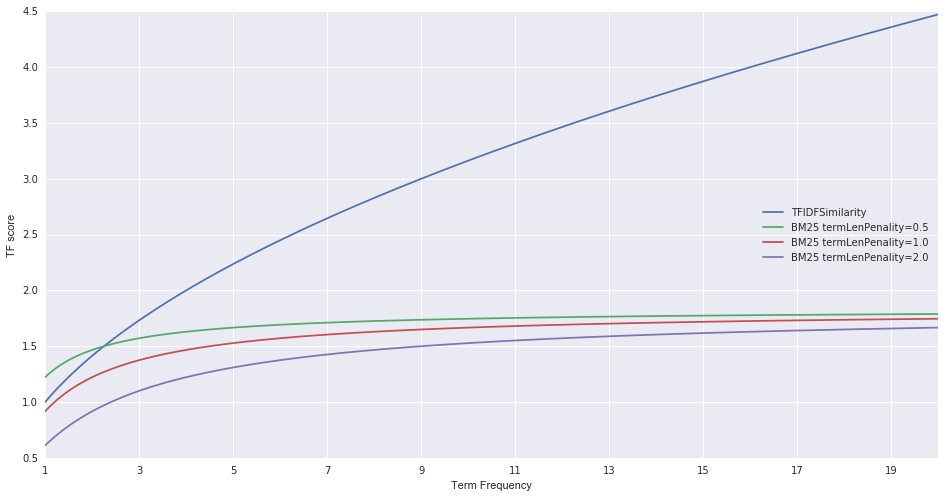 4.5
4.0
3.5
3.0
2.5
2.0
1.5
1.0
0.5
TF score
TFIDFSimilarity
BM25 termLenPenality=0.5
BM25 termLenPenality=1.0
BM25 termLenPenality=2.0
1 3 5 7 9 11 13 15 17 19
Term Frequency